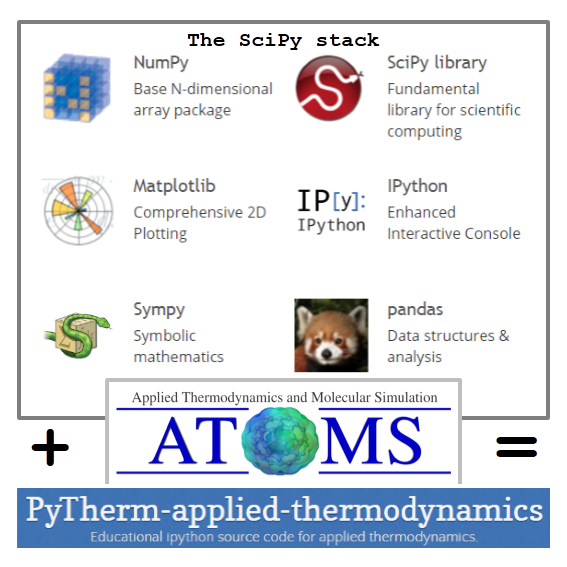 The SciPy stack
NumPy
Base N-dimensional
array package
SciPy library
Fundamental
library for scientific
computing
Matplotlib
Comprehensive 2D
Plotting
IP[y]:
IPython
IPython
Enhanced
Interactive Console
Sympy
Symbolic
mathematics
pandas
Data structures &
analysis
Applied Thermodynamics and Molecular Simulation
+ ATOMS =
PyTherm-applied-thermodynamics
Educational ipython source code for applied thermodynamics.